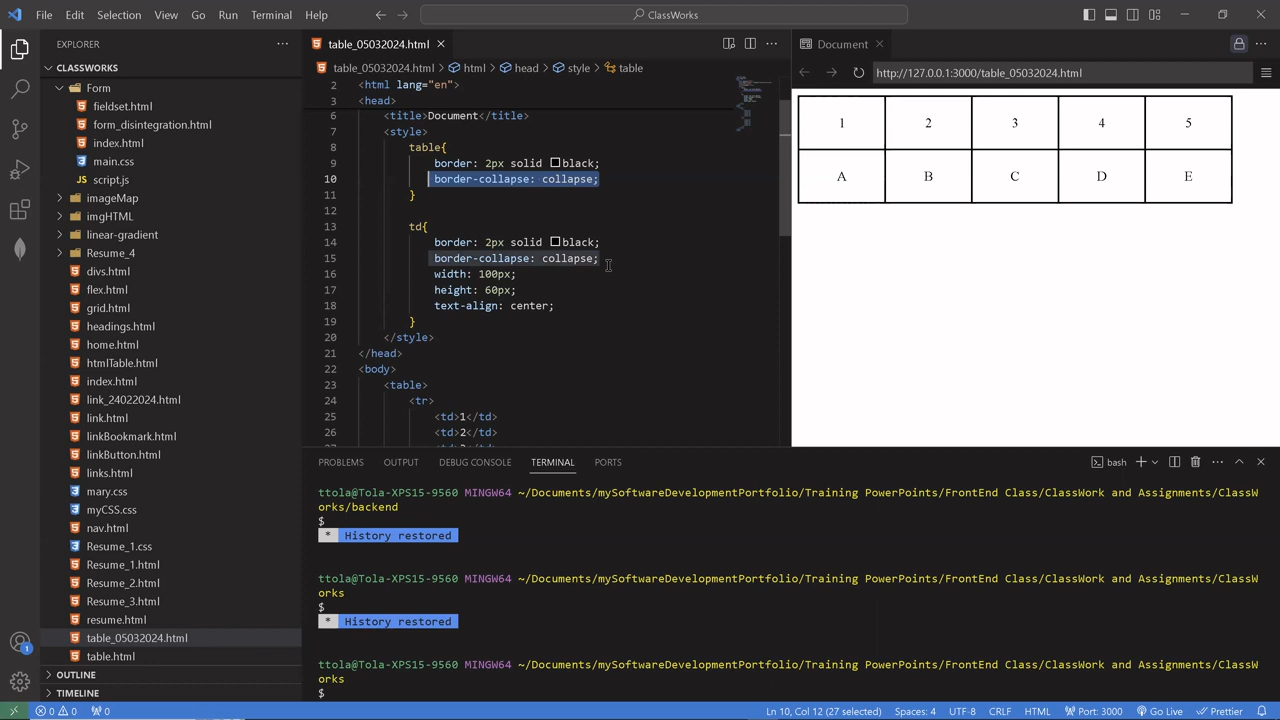 File Edit Selection View Go Run Terminal Help
ClassWorks
EXPLORER
CLASSWORKS
Form
fieldset.html
form_disintegration.html
index.html
main.css
script.js
imageMap
imgHTML
linear-gradient
Resume_4
divs.html
flex.html
grid.html
headings.html
home.html
htmlTable.html
index.html
link_24022024.html
link.html
linkBookmark.html
linkButton.html
links.html
mary.css
myCSS.css
nav.html
Resume_1.css
Resume_1.html
Resume_2.html
Resume_3.html
resume.html
table_05032024.html
table.html
OUTLINE
TIMELINE
table_05032024.html
table_05032024.html > html > head > style > table
2 <html lang="en">
3 <head>
6 <title>Document</title>
7 <style>
8 table{
9 border: 2px solid black;
10 border-collapse: collapse;
11 }
12
13 td{
14 border: 2px solid black;
15 border-collapse: collapse;
16 width: 100px;
17 height: 60px;
18 text-align: center;
19 }
20 </style>
21 </head>
22 <body>
23 <table>
24 <tr>
25 <td>1</td>
26 <td>2</td>
Document
http://127.0.0.1:3000/table_05032024.html
1 2 3 4 5
A B C D E
PROBLEMS OUTPUT DEBUG CONSOLE TERMINAL PORTS
bash
ttola@Tola-XPS15-9560 MINGW64 ~/Documents/mySoftwareDevelopmentPortfolio/Training PowerPoints/FrontEnd Class/ClassWork and Assignments/ClassW
orks/backend
$
* History restored
ttola@Tola-XPS15-9560 MINGW64 ~/Documents/mySoftwareDevelopmentPortfolio/Training PowerPoints/FrontEnd Class/ClassWork and Assignments/ClassW
orks
$
* History restored
ttola@Tola-XPS15-9560 MINGW64 ~/Documents/mySoftwareDevelopmentPortfolio/Training PowerPoints/FrontEnd Class/ClassWork and Assignments/ClassW
orks
$
1
0 0 0 Ln 10, Col 12 (27 selected) Spaces: 4 UTF-8 CRLF HTML Port: 3000 Go Live Prettier